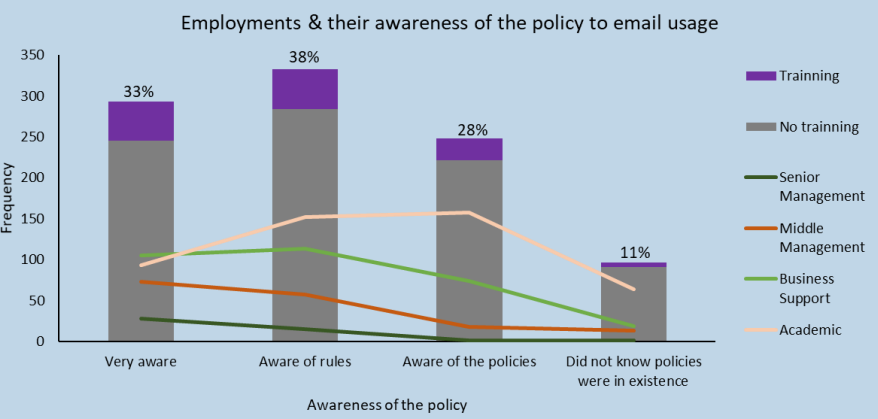 Employments & their awareness of the policy to email usage
350
300
250
200
150
100
50
0
Frequency
33%
38%
28%
11%
Very aware
Aware of rules
Aware of the policies
Did not know policies
were in existence
Awareness of the policy
Trainning
No trainning
Senior
Management
Middle
Management
Business
Support
Academic